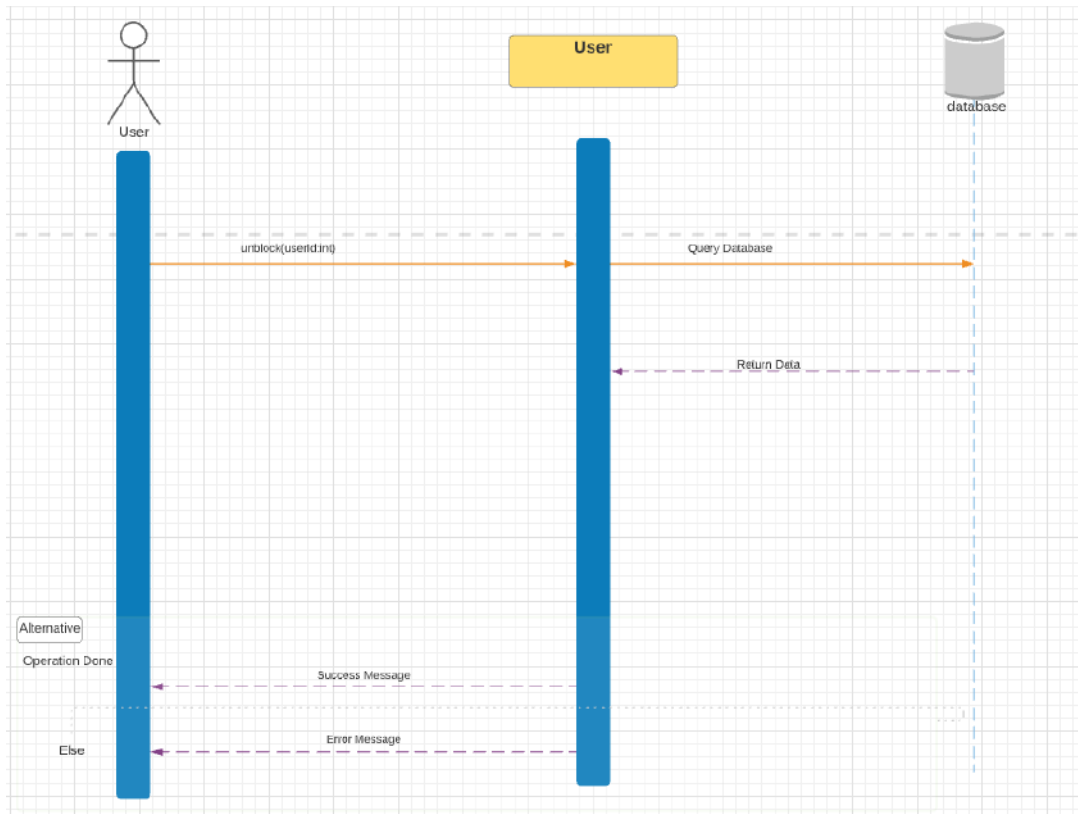 User
User
database
unblock(userId:int)
Query Database
Return Data
Alternative
Operation Done
Success Message
Error Message
Else